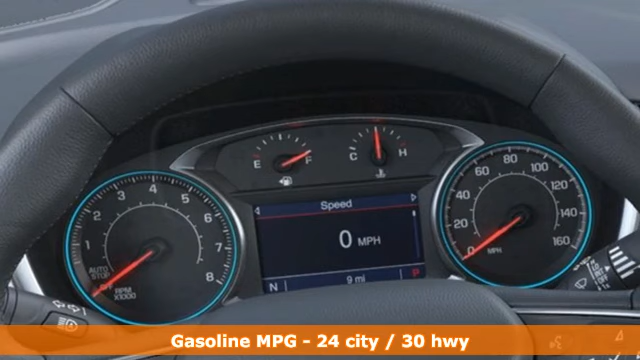 E F
C H
Speed
0 MPH
N 9 mi P
1 2 3 4 5 6 7 8
AUTO
STOP
RPM
X1000
0 20 40 60 80 100 120 140 160
MPH
Gasoline MPG - 24 city / 30 hwy